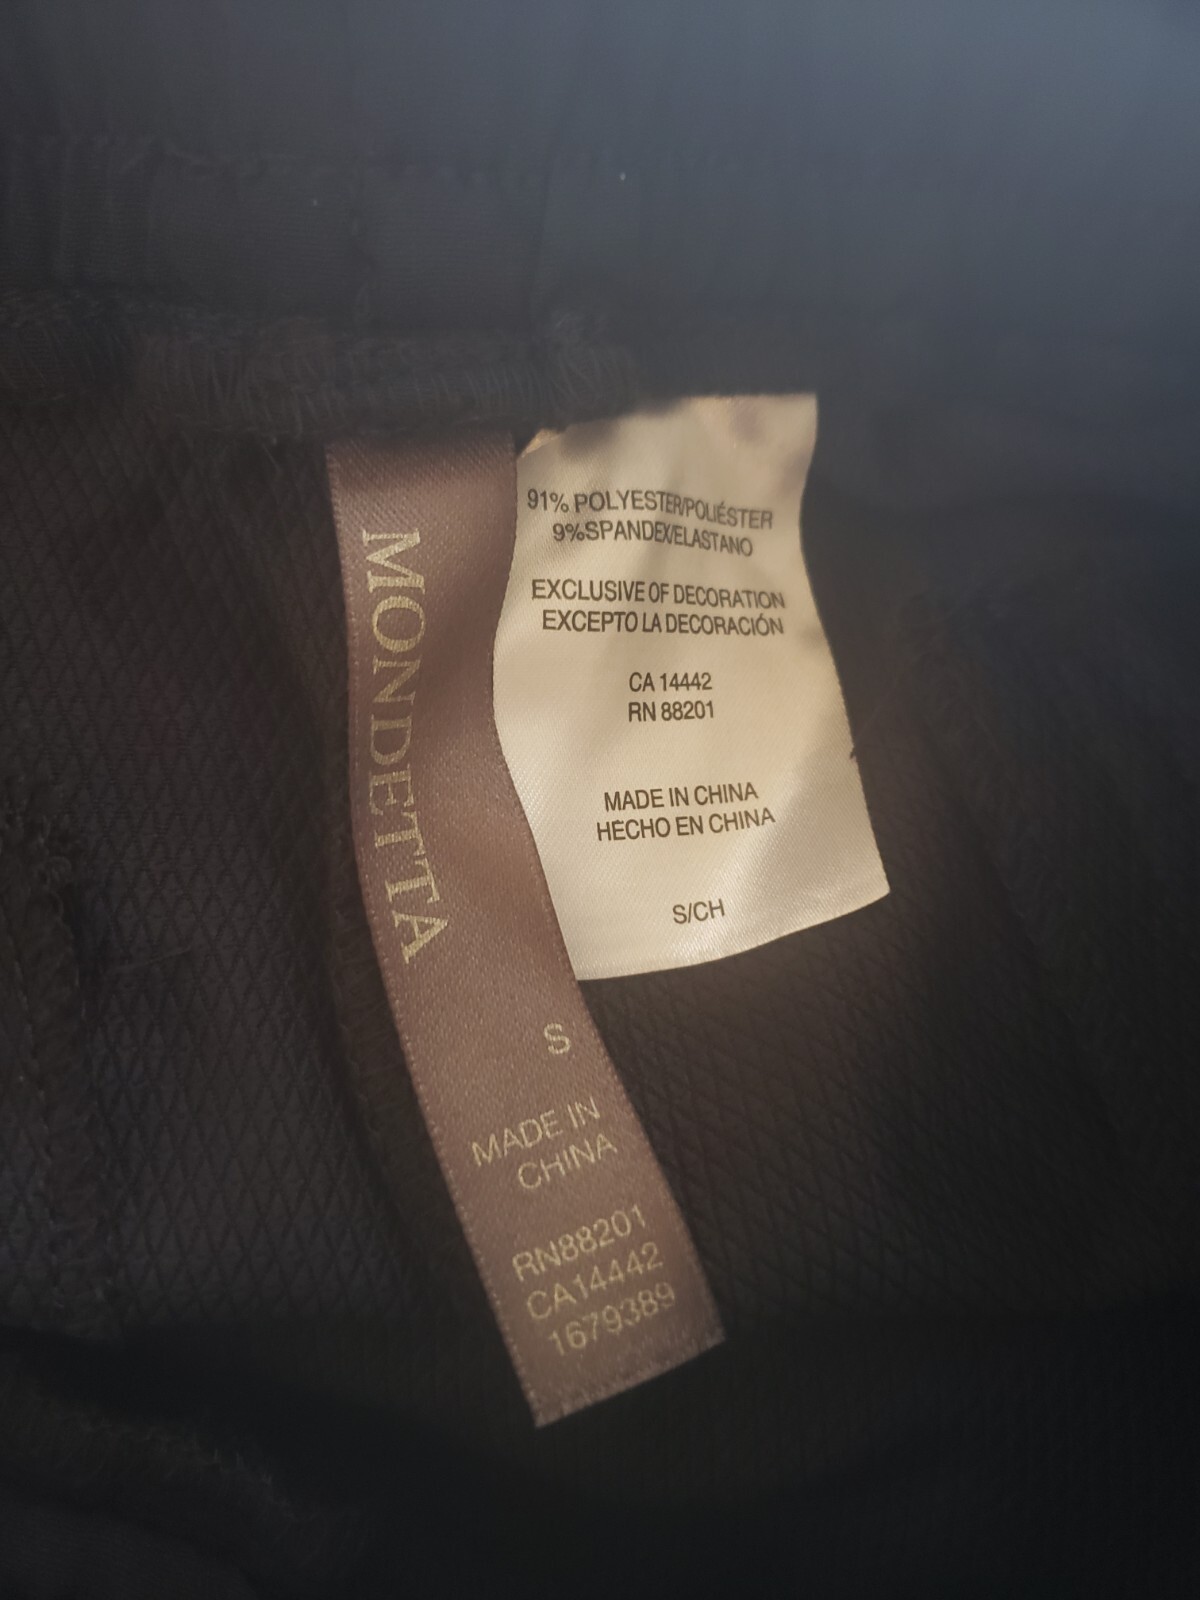 MONDETTA
S
MADE IN
CHINA
RN88201
CA14442
1679389
91% POLYESTER/POLIÉSTER
9%SPANDEX/ELASTANO
EXCLUSIVE OF DECORATION
EXCEPTO LA DECORACIÓN
CA 14442
RN 88201
MADE IN CHINA
HECHO EN CHINA
S/CH